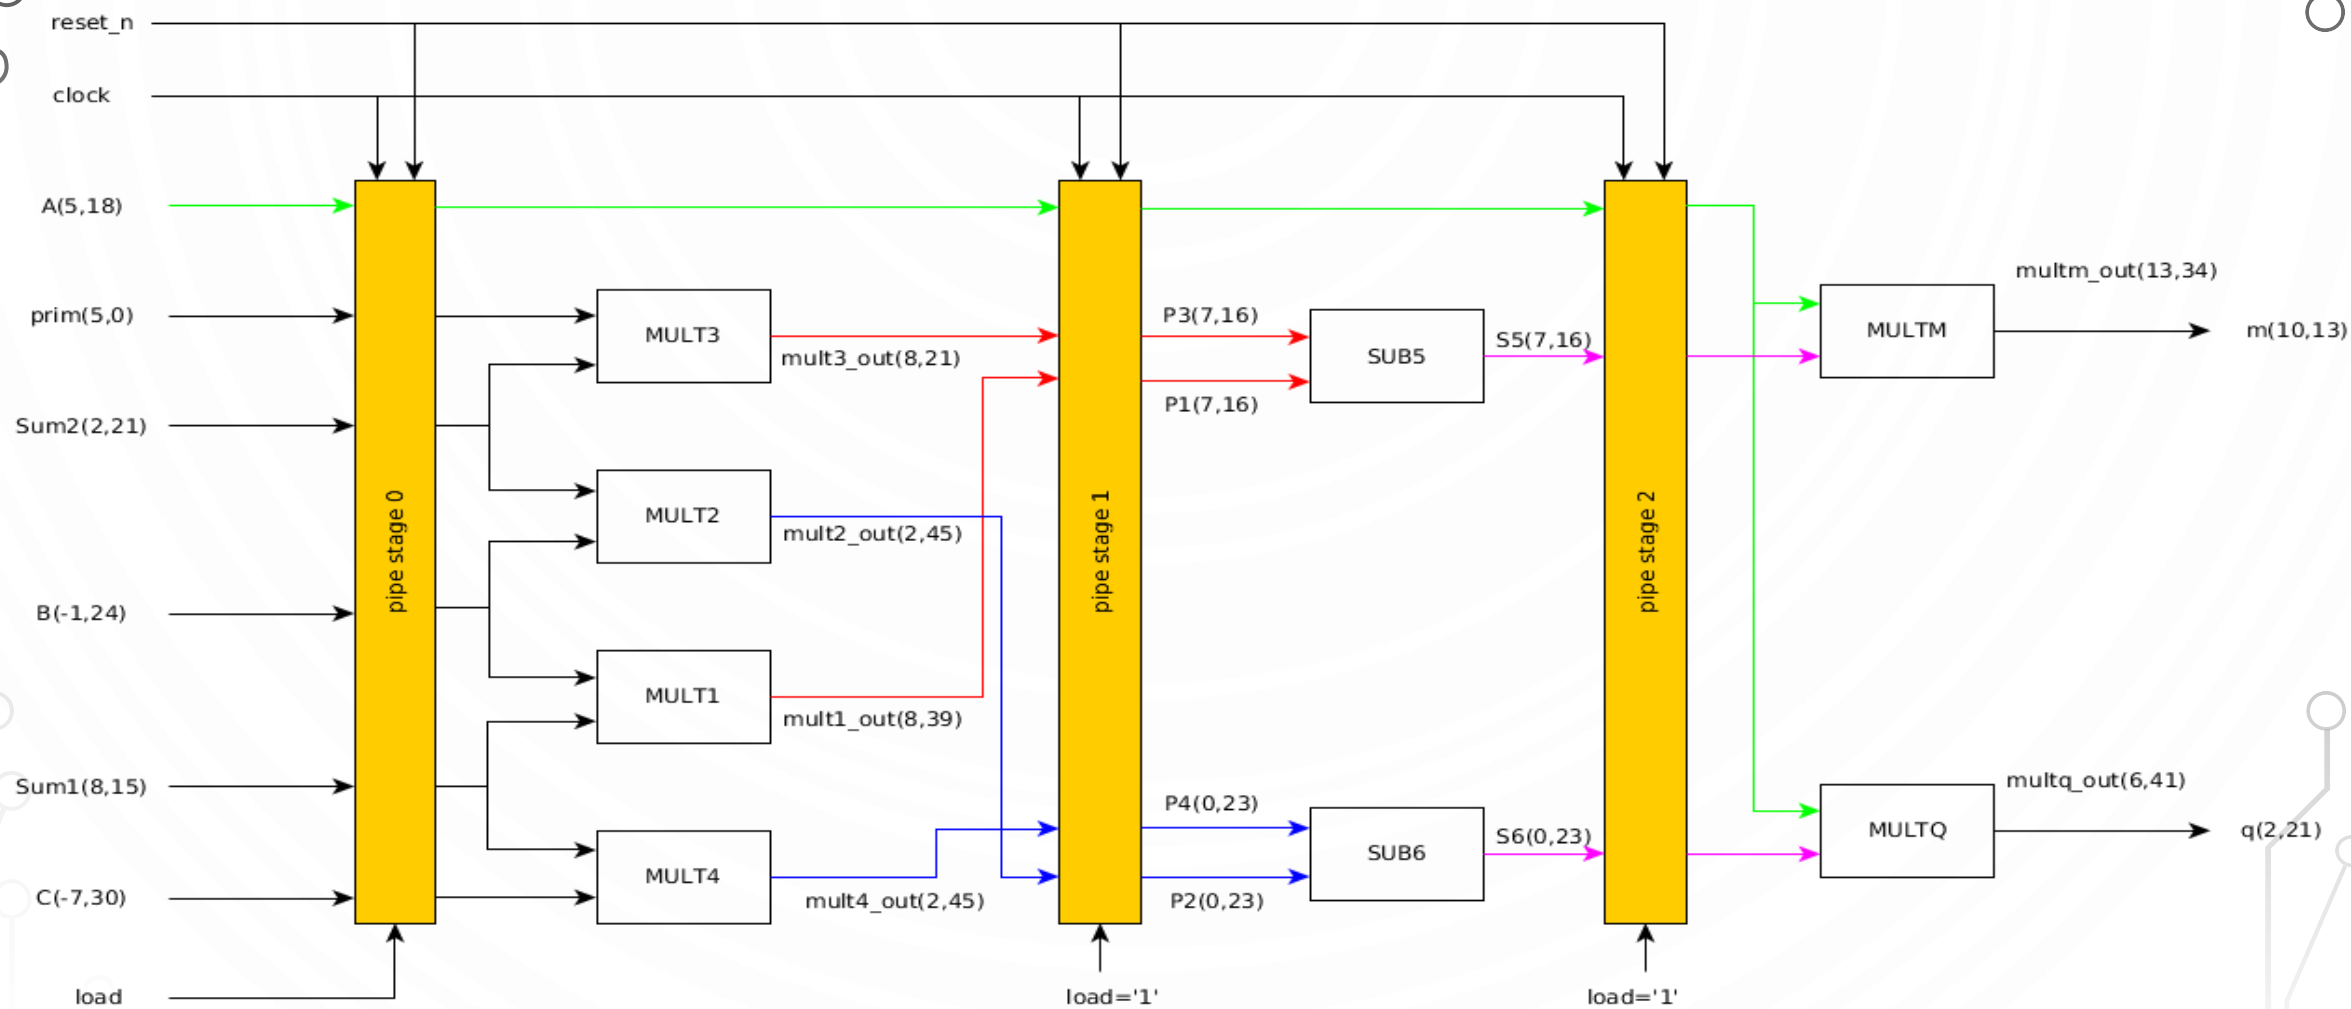 reset_n
clock
A(5,18)
prim(5,0)
Sum2(2,21)
B(-1,24)
Sum1(8,15)
C(-7,30)
load
pipe stage 0
MULT3
mult3_out(8,21)
MULT2
mult2_out(2,45)
MULT1
mult1_out(8,39)
MULT4
mult4_out(2,45)
pipe stage 1
load='1'
P3(7,16)
P1(7,16)
SUB5
S5(7,16)
P4(0,23)
P2(0,23)
SUB6
S6(0,23)
pipe stage 2
load='1'
MULTM
multm_out(13,34)
m(10,13)
MULTQ
multq_out(6,41)
q(2,21)